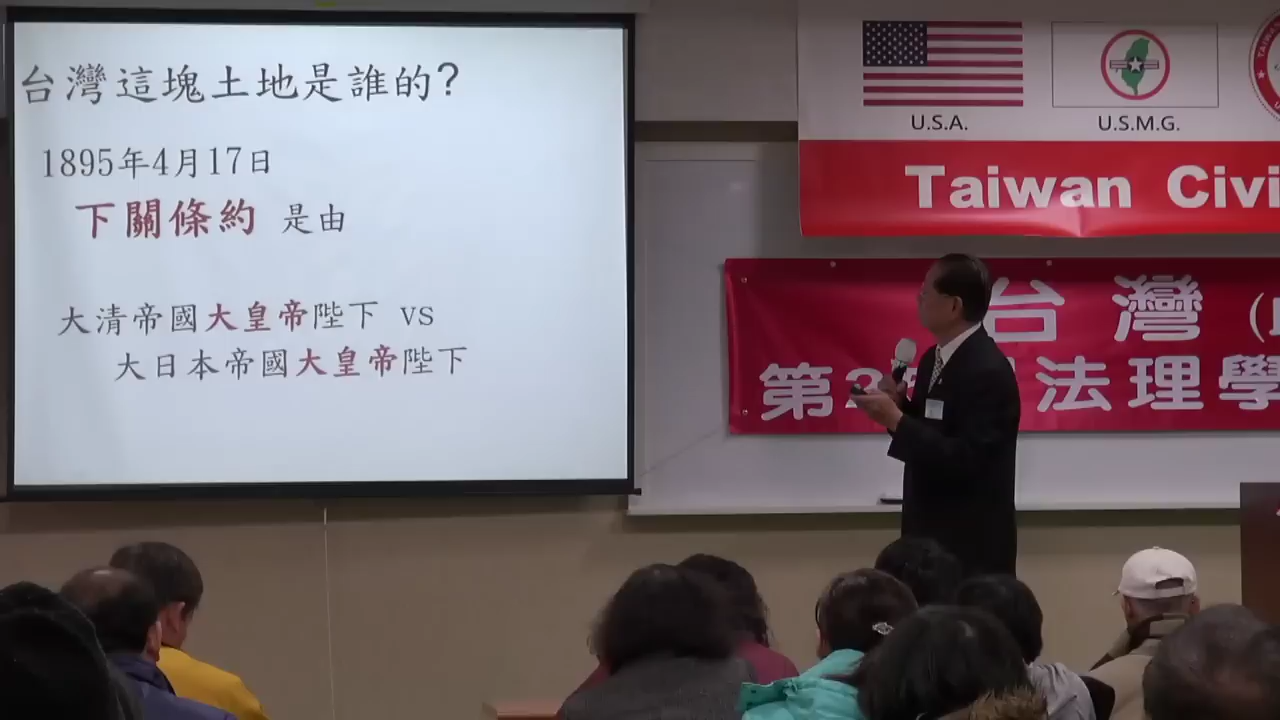 台灣這塊土地是誰的?
1895年4月17日
下關條約 是由
大清帝國大皇帝陛下 VS
大日本帝國大皇帝陛下
U.S.A.
U.S.M.G.
Taiwan Civi
台灣
第2 法理學